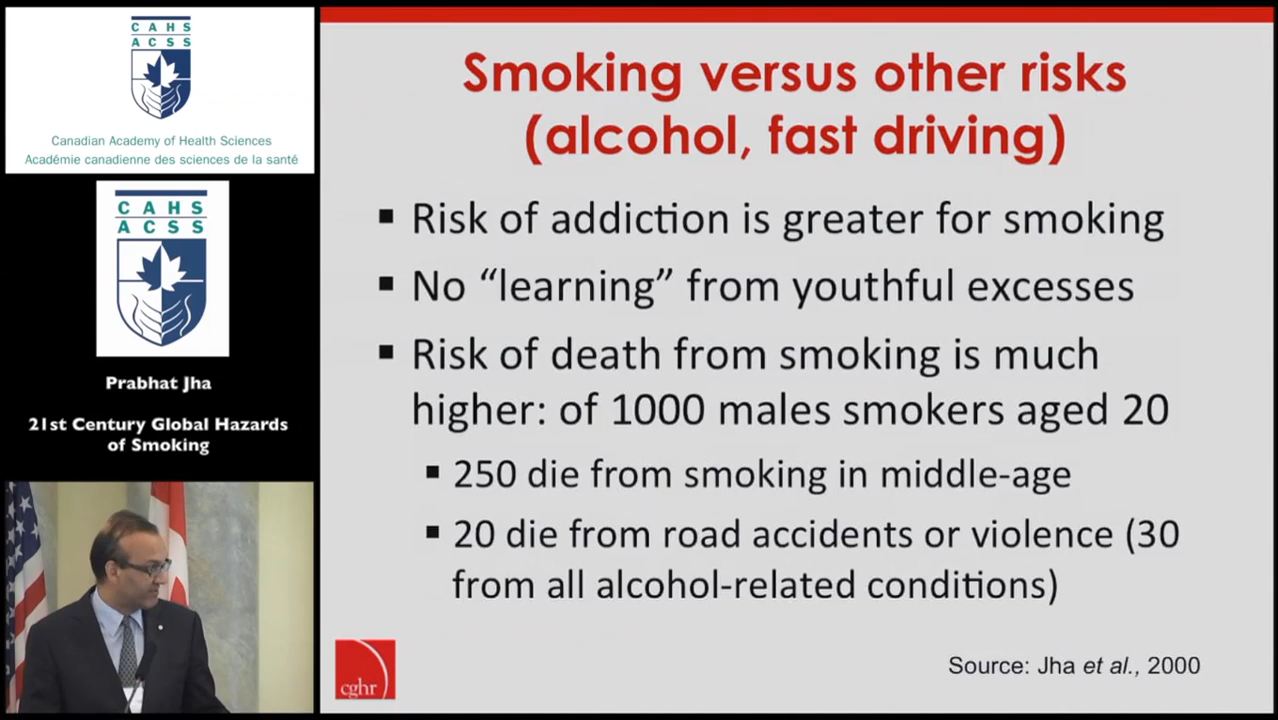 CAHS
ACSS
Canadian Academy of Health Sciences
Académie canadienne des sciences de la santé
CAHS
ACSS
Prabhat Jha
21st Century Global Hazards
of Smoking
Smoking versus other risks
(alcohol, fast driving)
▪ Risk of addiction is greater for smoking
▪ No “learning” from youthful excesses
▪ Risk of death from smoking is much
higher: of 1000 males smokers aged 20
▪ 250 die from smoking in middle-age
▪ 20 die from road accidents or violence (30
from all alcohol-related conditions)
cghr
Source: Jha et al., 2000